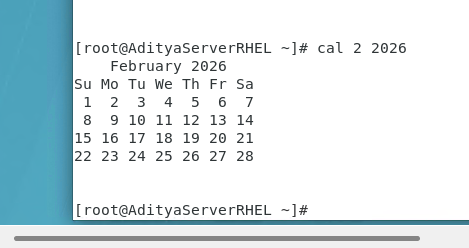 [root@AdityaServerRHEL ~]# cal 2 2026
    February 2026
Su Mo Tu We Th Fr Sa
 1  2  3  4  5  6  7
 8  9 10 11 12 13 14
15 16 17 18 19 20 21
22 23 24 25 26 27 28
[root@AdityaServerRHEL ~]#